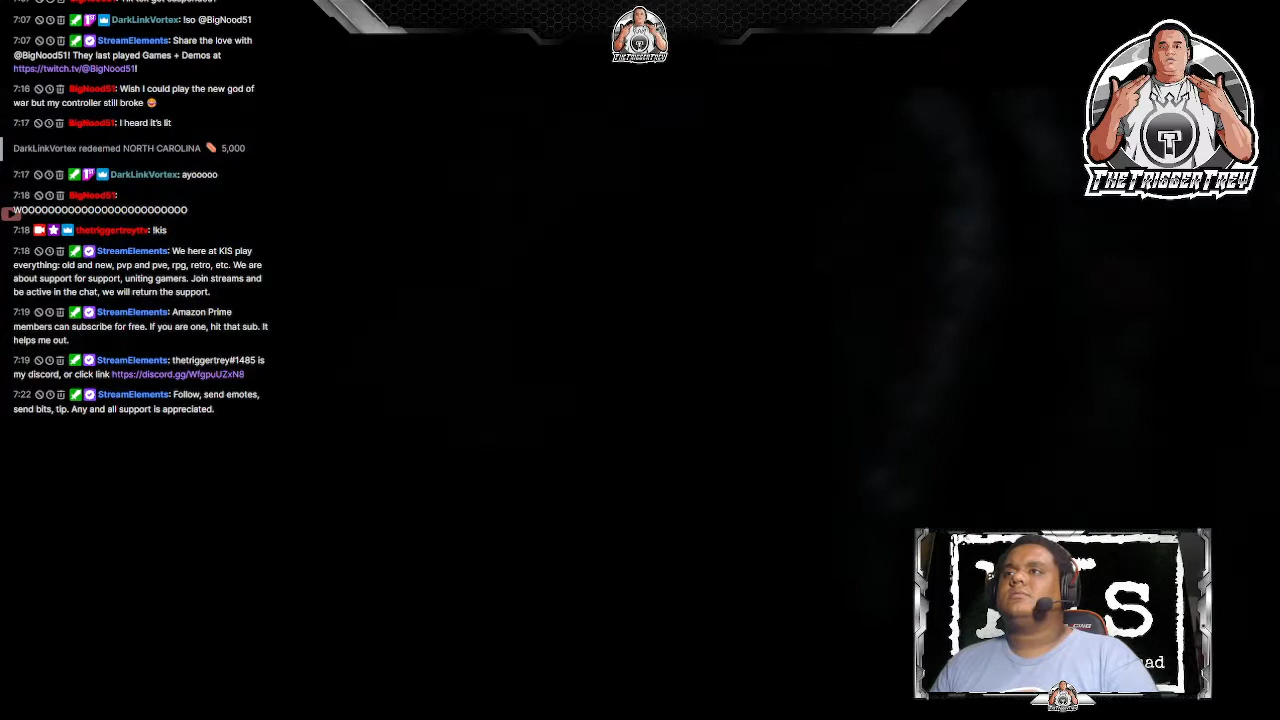 7:07 DarkLinkVortex: !so @BigNood51
7:07 StreamElements: Share the love with
@BigNood51! They last played Games + Demos at
https://twitch.tv/@BigNood51!
7:16 BigNood51: Wish I could play the new god of
war but my controller still broke
7:17 BigNood51: I heard it's lit
DarkLinkVortex redeemed NORTH CAROLINA 5,000
7:17 DarkLinkVortex: ayooooo
7:18 BigNood51:
7:18 thetriggertreyttv: !kis
7:18 StreamElements: We here at KIS play
everything: old and new, pvp and pve, rpg, retro, etc. We are
about support for support, uniting gamers. Join streams and
be active in the chat, we will return the support.
7:19 StreamElements: Amazon Prime
members can subscribe for free. If you are one, hit that sub. It
helps me out.
7:19 StreamElements: thetriggertrey#1485 is
my discord, or click link https://discord.gg/WfgpuUZxN8
7:22 StreamElements: Follow, send emotes,
send bits, tip. Any and all support is appreciated.
THETRIGGERTREY
THETRIGGERTREY